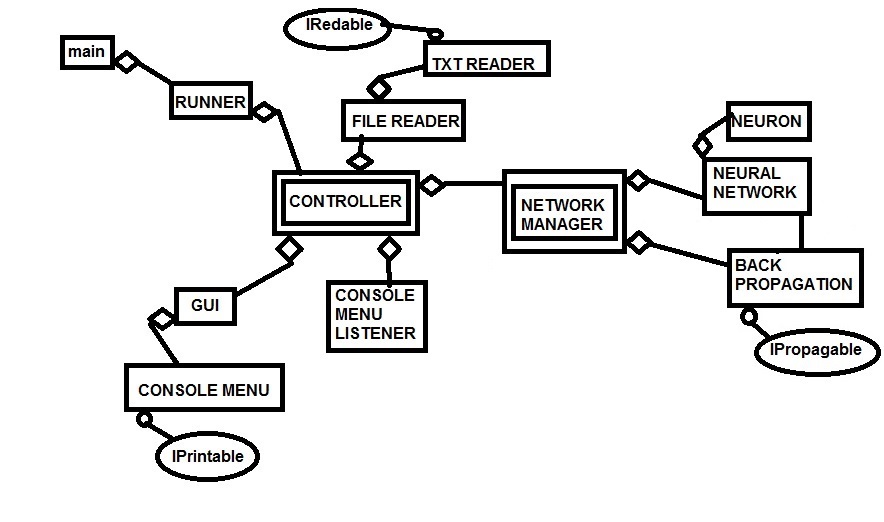 IRedable
main
TXT READER
RUNNER
FILE READER
NEURON
NEURAL
NETWORK
CONTROLLER
NETWORK
MANAGER
BACK
PROPAGATION
GUI
CONSOLE
MENU
LISTENER
IPropagable
CONSOLE MENU
IPrintable